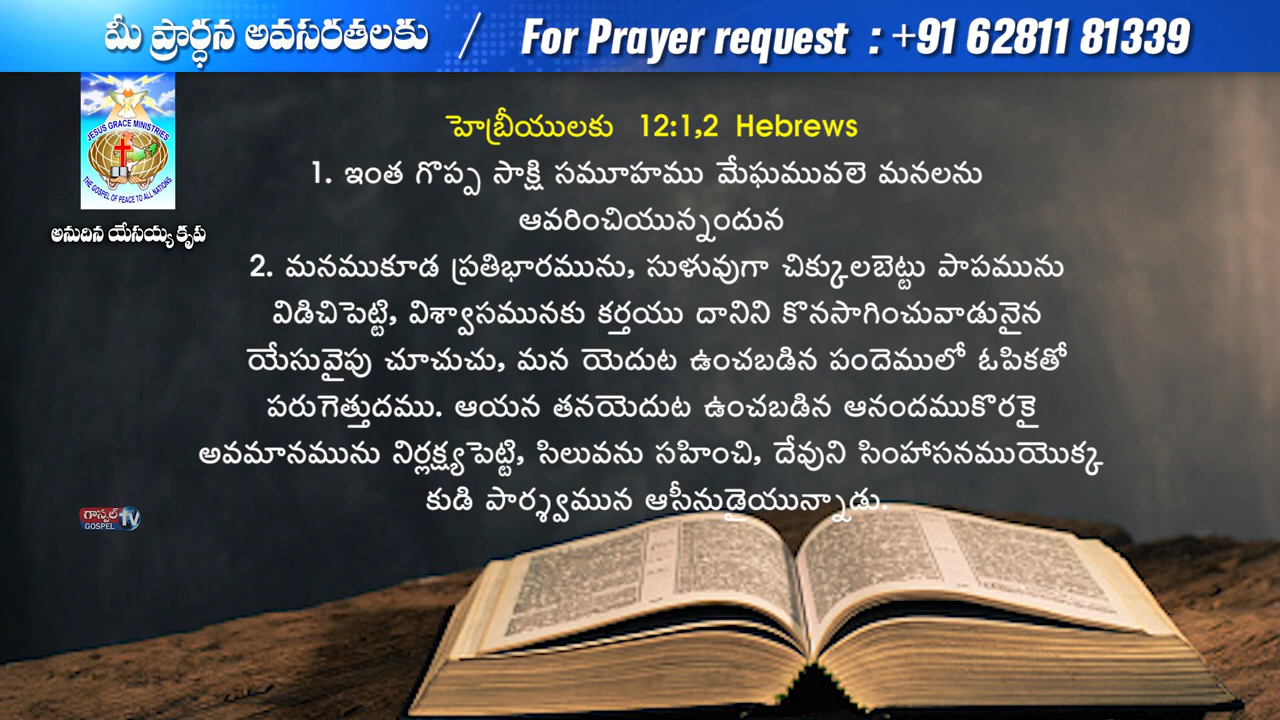 మీ ప్రార్ధన అవసరతలకు / For Prayer request : +91 62811 81339
JESUS GRACE MINISTRIES
THE GOSPEL OF PEACE TO ALL NATIONS
అనుదిన యేసయ్య కృప
హెబ్రీయులకు 12:1,2 Hebrews
1. ఇంత గొప్ప సాక్షి సమూహము మేఘమువలె మనలను
ఆవరించియున్నందున
2. మనముకూడ ప్రతిభారమును, సుళువుగా చిక్కులబెట్టు పాపమును
విడిచిపెట్టి, విశ్వాసమునకు కర్తయు దానిని కొనసాగించువాడునైన
యేసువైపు చూచుచు, మన యెదుట ఉంచబడిన పందెములో ఓపికతో
పరుగెత్తుదము. ఆయన తనయెదుట ఉంచబడిన ఆనందముకొరకై
అవమానమును నిర్లక్ష్యపెట్టి, సిలువను సహించి, దేవుని సింహాసనముయొక్క
కుడి పార్శ్వమున ఆసీనుడైయున్నాడు.
గాస్పల్ TV
GOSPEL